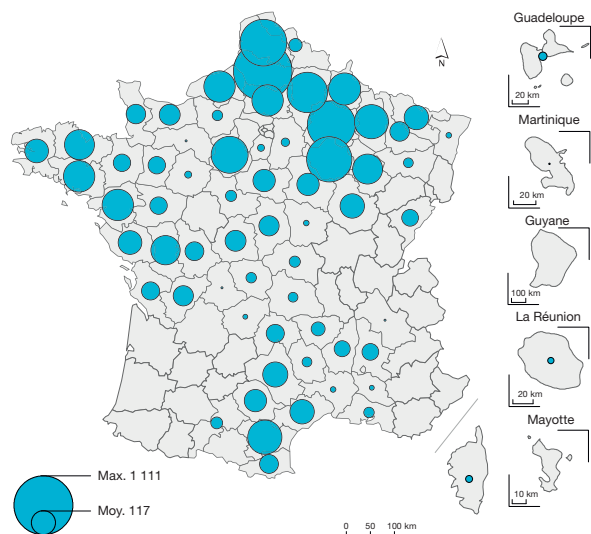 Guadeloupe
20 km
N
Martinique
20 km
Guyane
100 km
La Réunion
20 km
Mayotte
10 km
Max. 1 111
Moy. 117
0 50 100 km